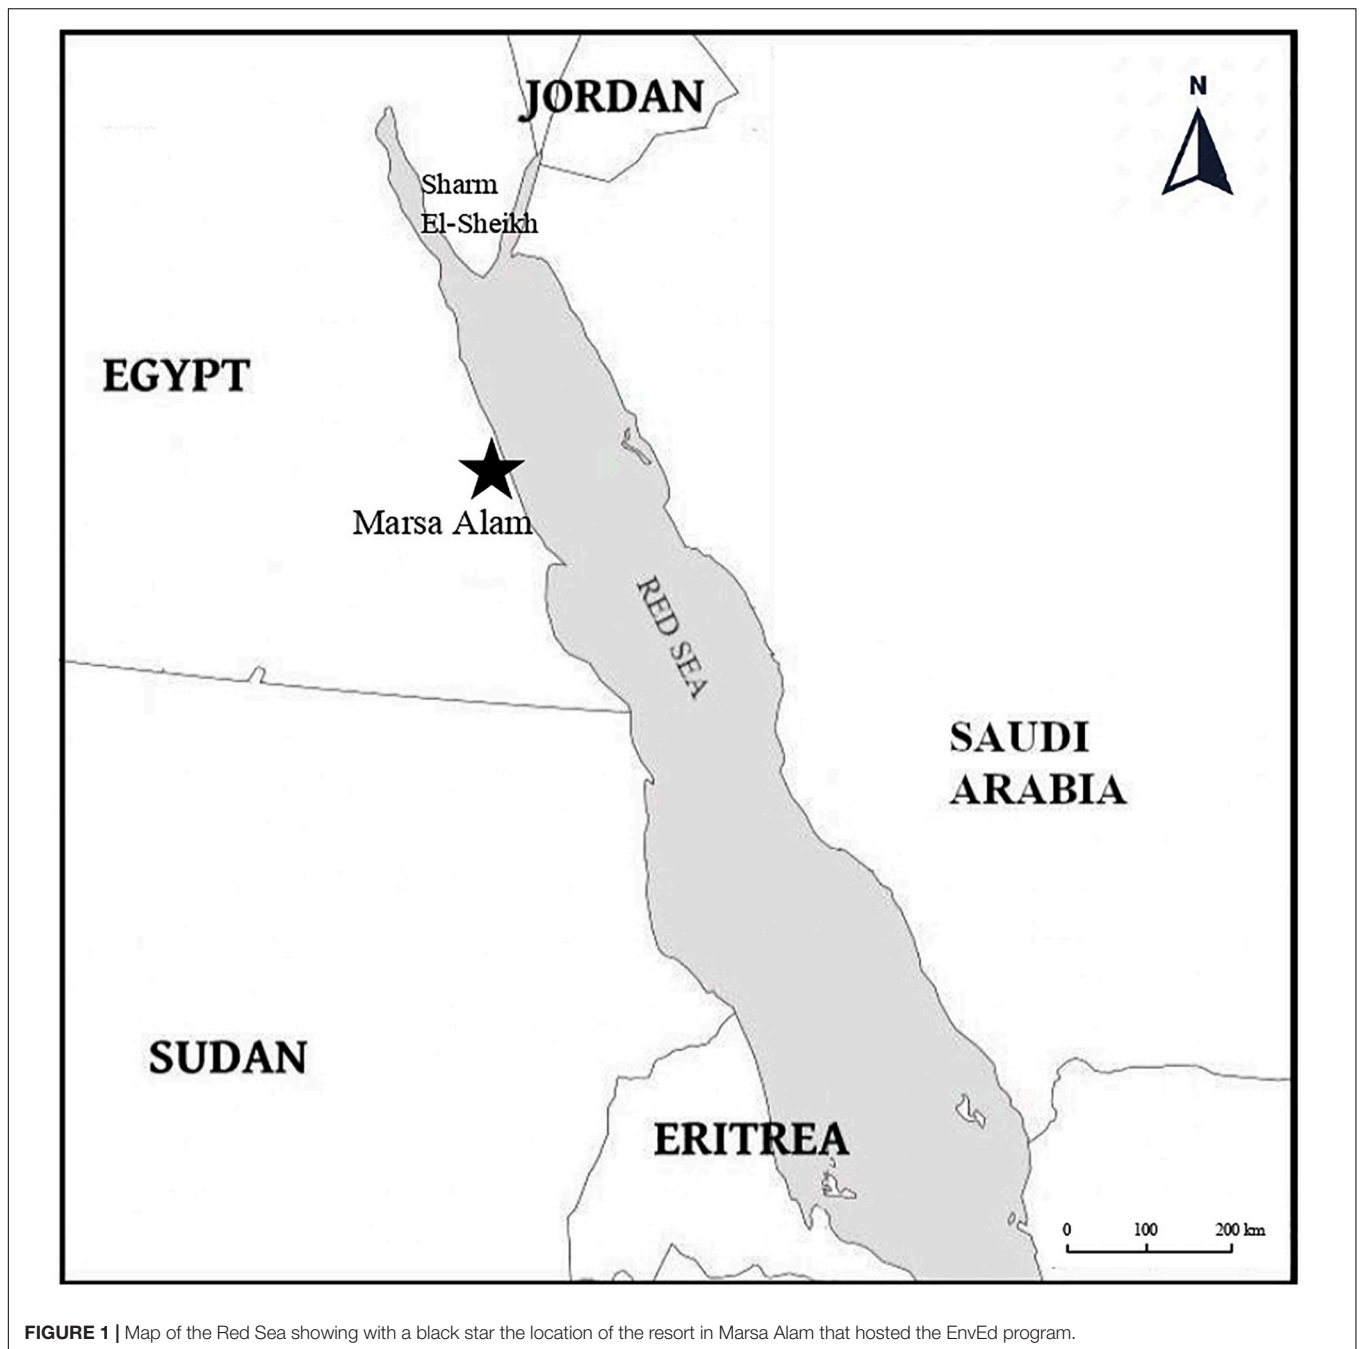 JORDAN
N
Sharm
El-Sheikh
EGYPT
Marsa Alam
RED SEA
SAUDI
ARABIA
SUDAN
ERITREA
0 100 200 km
FIGURE 1 | Map of the Red Sea showing with a black star the location of the resort in Marsa Alam that hosted the EnvEd program.